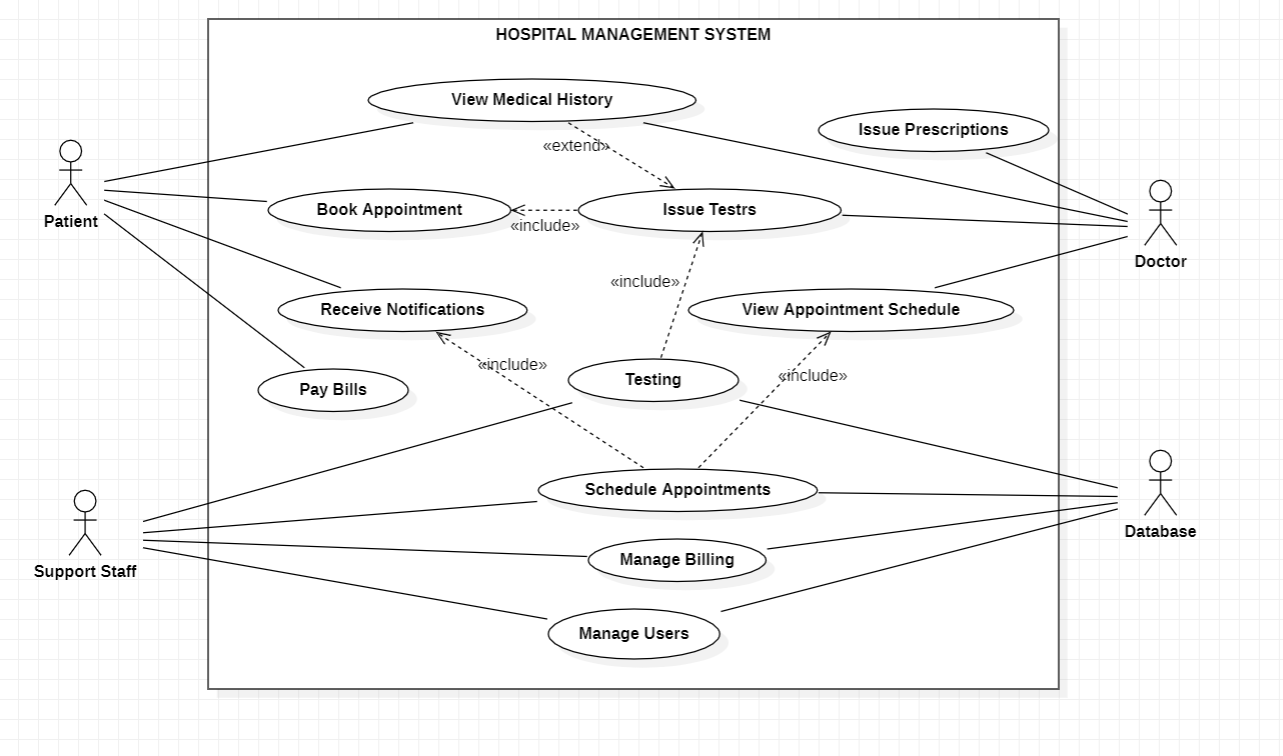 HOSPITAL MANAGEMENT SYSTEM
View Medical History
Issue Prescriptions
«extend»
Patient
Book Appointment
Issue Testrs
«include»
Doctor
«include»
Receive Notifications
View Appointment Schedule
«include»
Testing
«include»
Pay Bills
Schedule Appointments
Database
Manage Billing
Support Staff
Manage Users